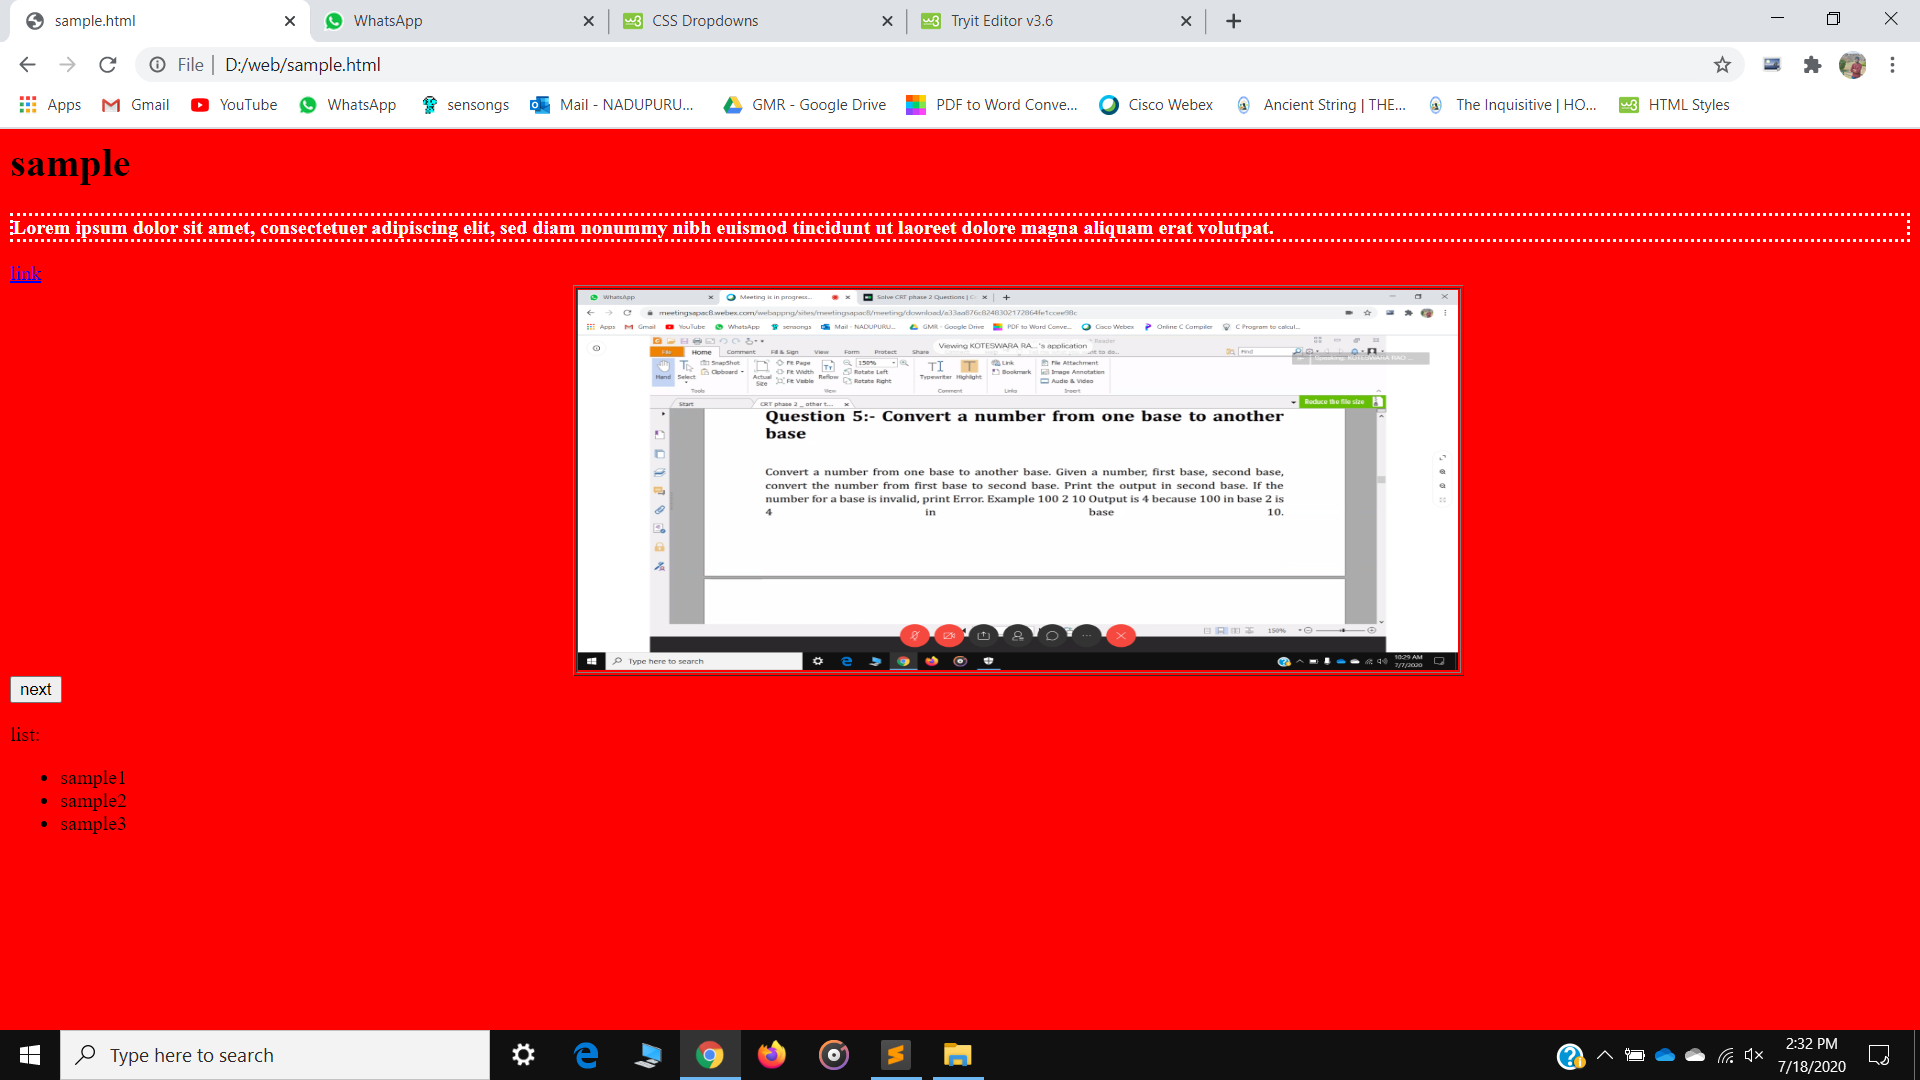 sample.html
WhatsApp
CSS Dropdowns
Tryit Editor v3.6
File | D:/web/sample.html
Apps
Gmail
YouTube
WhatsApp
sensongs
Mail - NADUPURU...
GMR - Google Drive
PDF to Word Conve...
Cisco Webex
Ancient String | THE...
The Inquisitive | HO...
HTML Styles
sample
Lorem ipsum dolor sit amet, consectetuer adipiscing elit, sed diam nonummy nibh euismod tincidunt ut laoreet dolore magna aliquam erat volutpat.
link
WhatsApp
Meeting is in progress...
Solve CRT phase 2 Questions | C
Apps
Gmail
YouTube
WhatsApp
sensongs
Mail - NADUPURU...
GMR - Google Drive
PDF to Word Conve...
Cisco Webex
Online C Compiler
C Program to calcul...
Viewing KOTESWARA RA...'s application
File
Home
Comment
Fill & Sign
View
Form
Protect
Share
Find
Hand
Select
SnapShot
Clipboard
Tools
Actual Size
Fit Page
Fit Width
Fit Visible
Reflow
150%
Rotate Left
Rotate Right
View
Typewriter
Highlight
Comment
Link
Bookmark
Links
File Attachment
Image Annotation
Audio & Video
Insert
Start
CRT phase 2 _ other t...
Reduce the file size
Question 5:- Convert a number from one base to another
base
Convert a number from one base to another base. Given a number, first base, second base,
convert the number from first base to second base. Print the output in second base. If the
number for a base is invalid, print Error. Example 100 2 10 Output is 4 because 100 in base 2 is
4 in base 10.
150%
Type here to search
10:29 AM
7/7/2020
next
list:
sample1
sample2
sample3
Type here to search
2:32 PM
7/18/2020